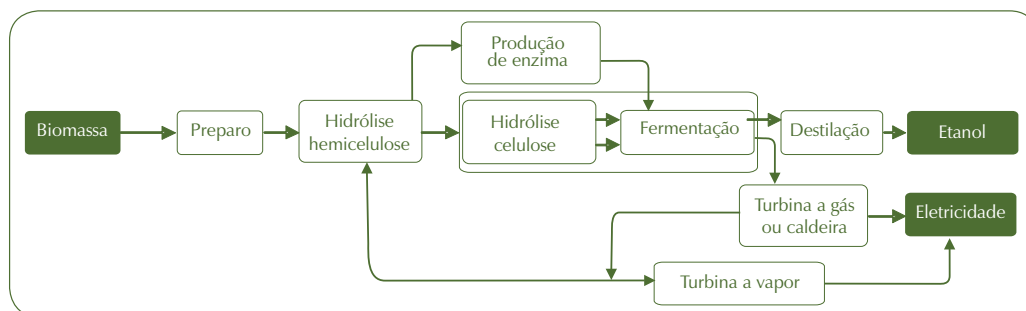 Produção
de enzima
Biomassa
Preparo
Hidrólise
hemicelulose
Hidrólise
celulose
Fermentação
Destilação
Etanol
Turbina a gás
ou caldeira
Eletricidade
Turbina a vapor